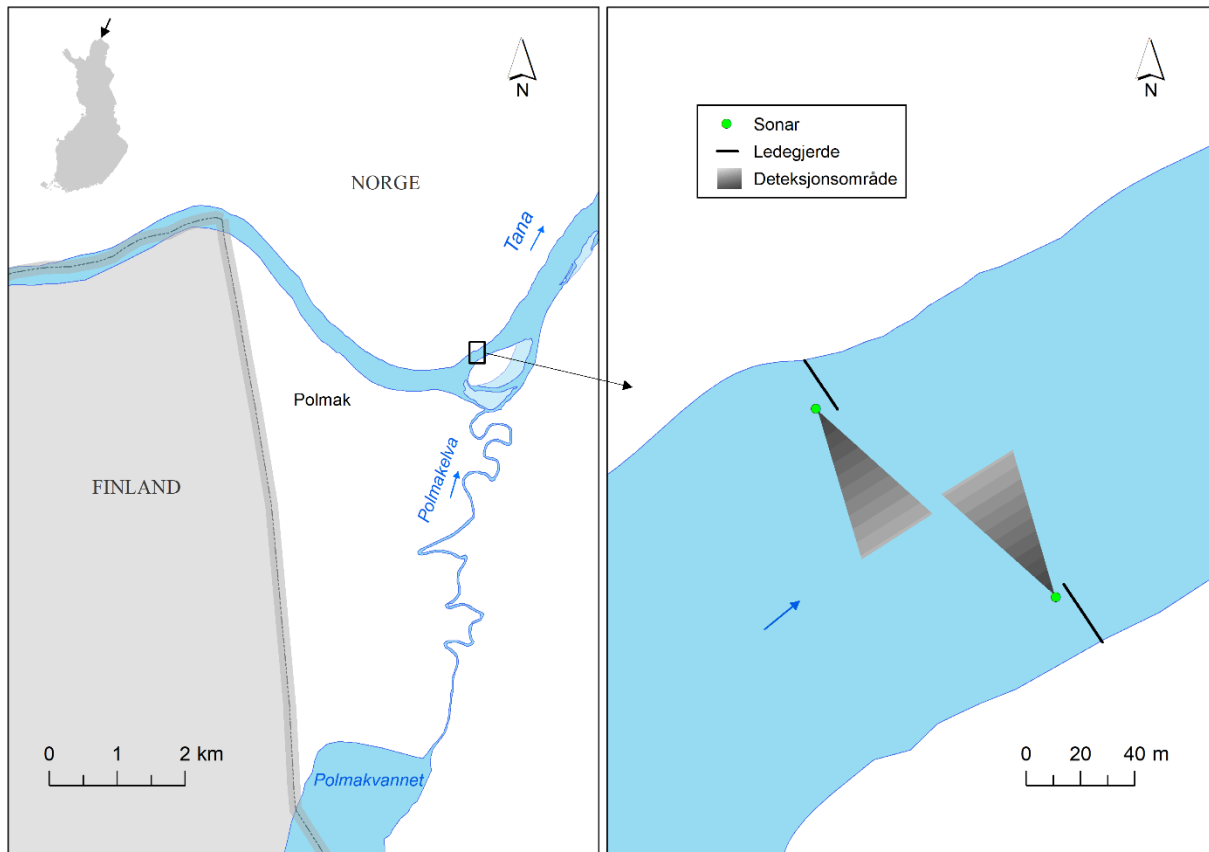 N
NORGE
Tana
Polmak
Polmakelva
FINLAND
0 1 2 km
Polmakvannet
N
Sonar
Ledegjerde
Deteksjonsområde
0 20 40 m